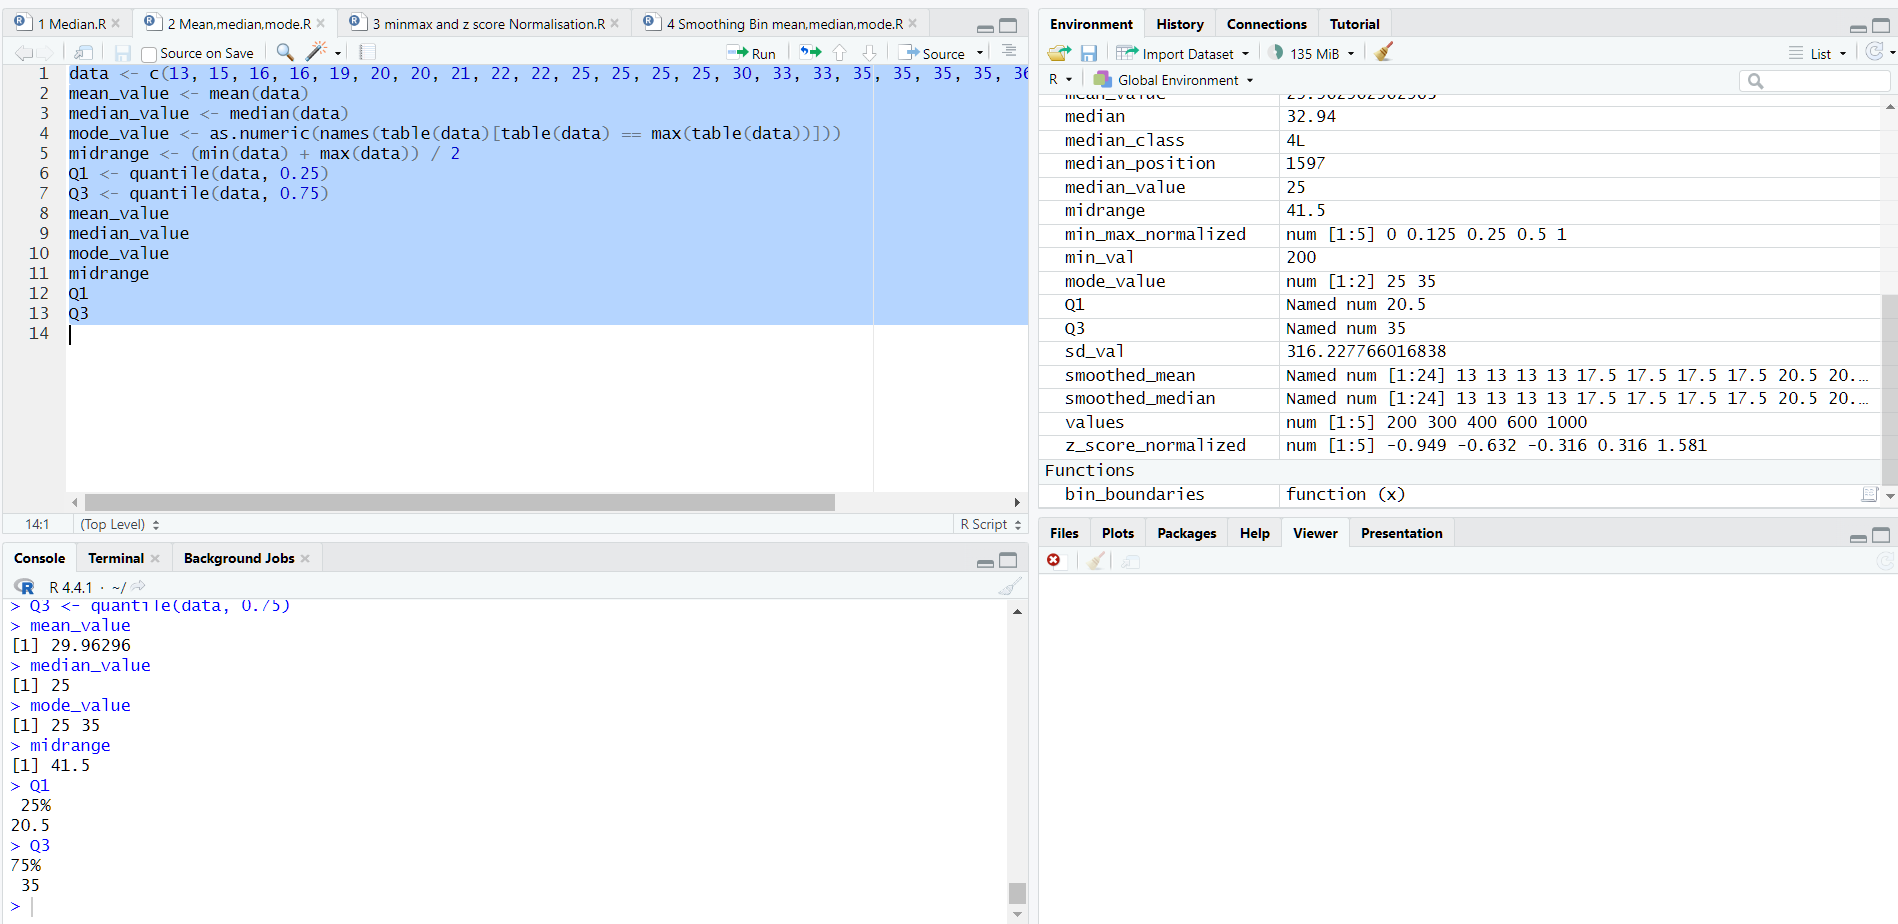 1 Median.R
2 Mean,median,mode.R
3 minmax and z score Normalisation.R
4 Smoothing Bin mean,median,mode.R
Source on Save
Run
Source
1 data <- c(13, 15, 16, 16, 19, 20, 20, 21, 22, 22, 25, 25, 25, 25, 30, 33, 33, 35, 35, 35, 35, 36
2 mean_value <- mean(data)
3 median_value <- median(data)
4 mode_value <- as.numeric(names(table(data)[table(data) == max(table(data))]))
5 midrange <- (min(data) + max(data)) / 2
6 Q1 <- quantile(data, 0.25)
7 Q3 <- quantile(data, 0.75)
8 mean_value
9 median_value
10 mode_value
11 midrange
12 Q1
13 Q3
14
14:1
(Top Level)
R Script
Console
Terminal
Background Jobs
R 4.4.1 · ~/
> Q3 <- quantile(data, 0.75)
> mean_value
[1] 29.96296
> median_value
[1] 25
> mode_value
[1] 25 35
> midrange
[1] 41.5
> Q1
25%
20.5
> Q3
75%
35
>
Environment
History
Connections
Tutorial
Import Dataset
135 MiB
List
R
Global Environment
mean_value 29.962962962963
median 32.94
median_class 4L
median_position 1597
median_value 25
midrange 41.5
min_max_normalized num [1:5] 0 0.125 0.25 0.5 1
min_val 200
mode_value num [1:2] 25 35
Q1 Named num 20.5
Q3 Named num 35
sd_val 316.227766016838
smoothed_mean Named num [1:24] 13 13 13 13 17.5 17.5 17.5 17.5 20.5 20.…
smoothed_median Named num [1:24] 13 13 13 13 17.5 17.5 17.5 17.5 20.5 20.…
values num [1:5] 200 300 400 600 1000
z_score_normalized num [1:5] -0.949 -0.632 -0.316 0.316 1.581
Functions
bin_boundaries function (x)
Files
Plots
Packages
Help
Viewer
Presentation